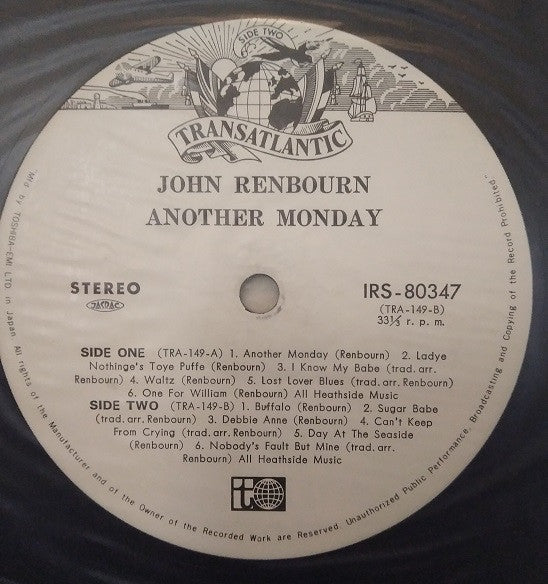 SIDE TWO
TRANSATLANTIC
JOHN RENBOURN
ANOTHER MONDAY
STEREO
JASRAC
IRS-80347
(TRA-149-B)
33⅓ r. p. m.
SIDE ONE (TRA-149-A) 1. Another Monday (Renbourn) 2. Ladye
Nothinge's Toye Puffe (Renbourn) 3. I Know My Babe (trad. arr.
Renbourn) 4. Waltz (Renbourn) 5. Lost Lover Blues (trad. arr. Renbourn)
6. One For William (Renbourn) All Heathside Music
SIDE TWO (TRA-149-B) 1. Buffalo (Renbourn) 2. Sugar Babe
(trad. arr. Renbourn) 3. Debbie Anne (Renbourn) 4. Can't Keep
From Crying (trad. arr. Renbourn) 5. Day At The Seaside
(Renbourn) 6. Nobody's Fault But Mine (trad. arr.
Renbourn) All Heathside Music
t
Mf'd by TOSHIBA-EMI LTD in Japan. All Rights of the Manufacturer and of the Owner of the Recorded Work are Reserved. Unauthorized Public Performance, Broadcasting and Copying of the Record Prohibited.